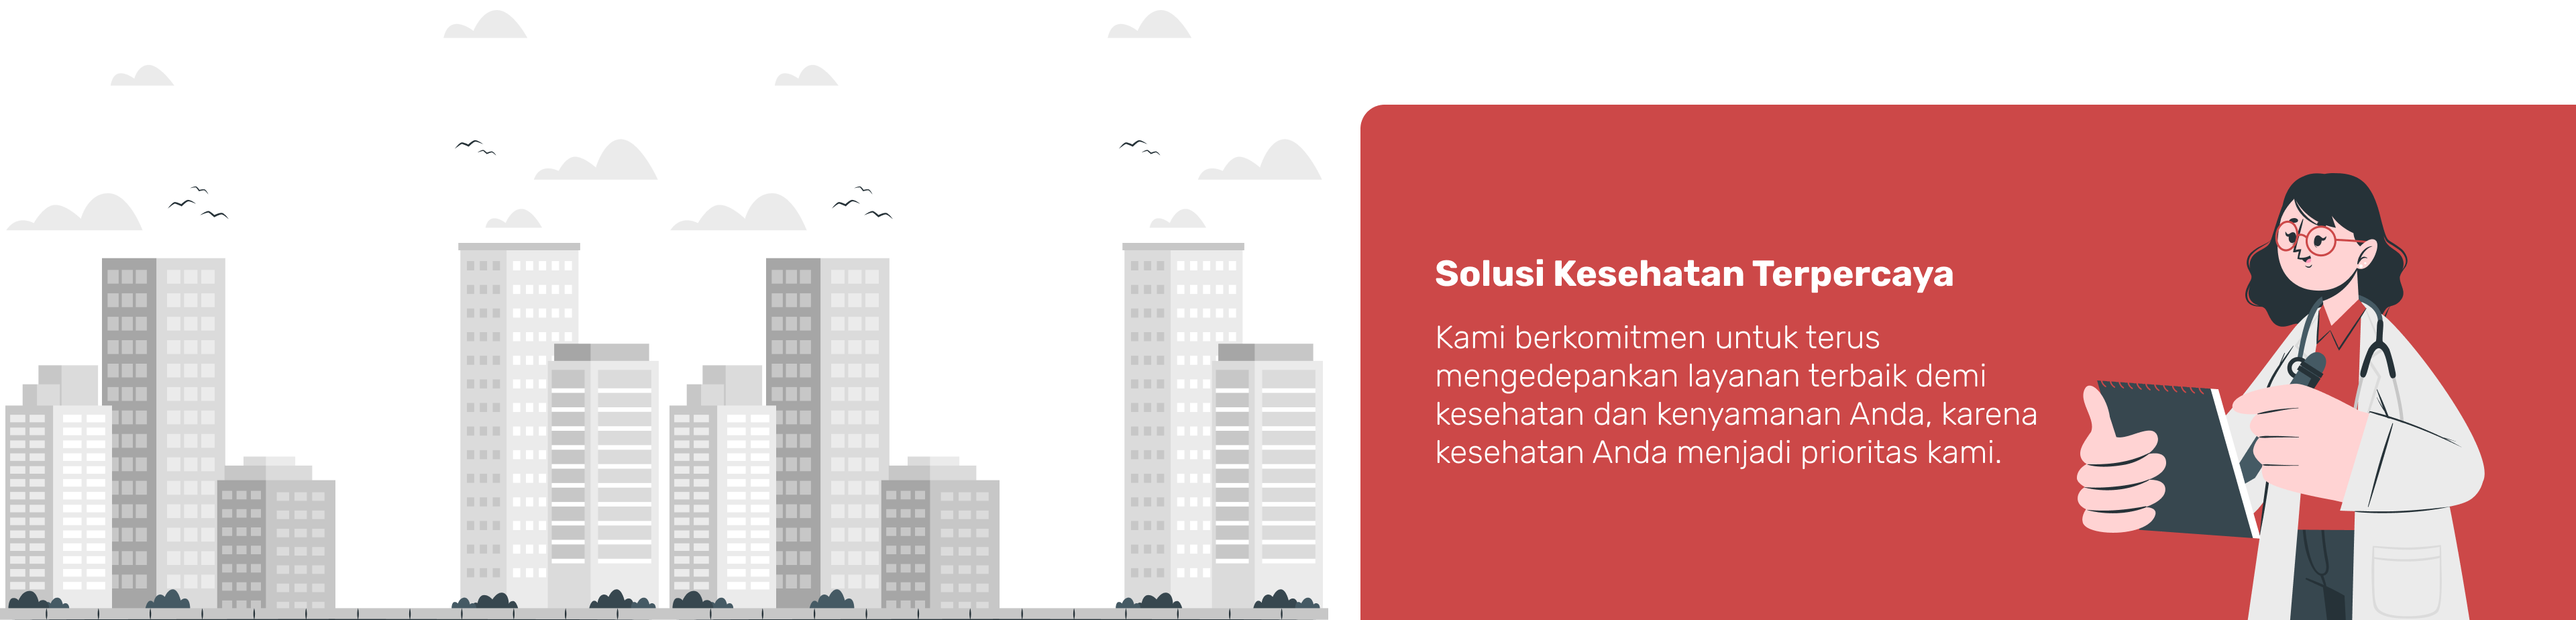 Solusi Kesehatan Terpercaya
Kami berkomitmen untuk terus
mengedepankan layanan terbaik demi
kesehatan dan kenyamanan Anda, karena
kesehatan Anda menjadi prioritas kami.